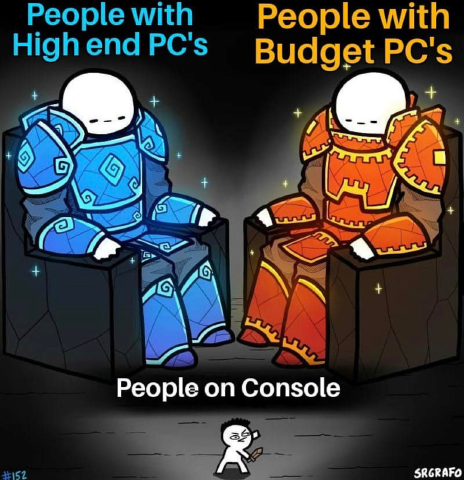 People with
High end PC's
People with
Budget PC's
People on Console
#152
SRGRAFO